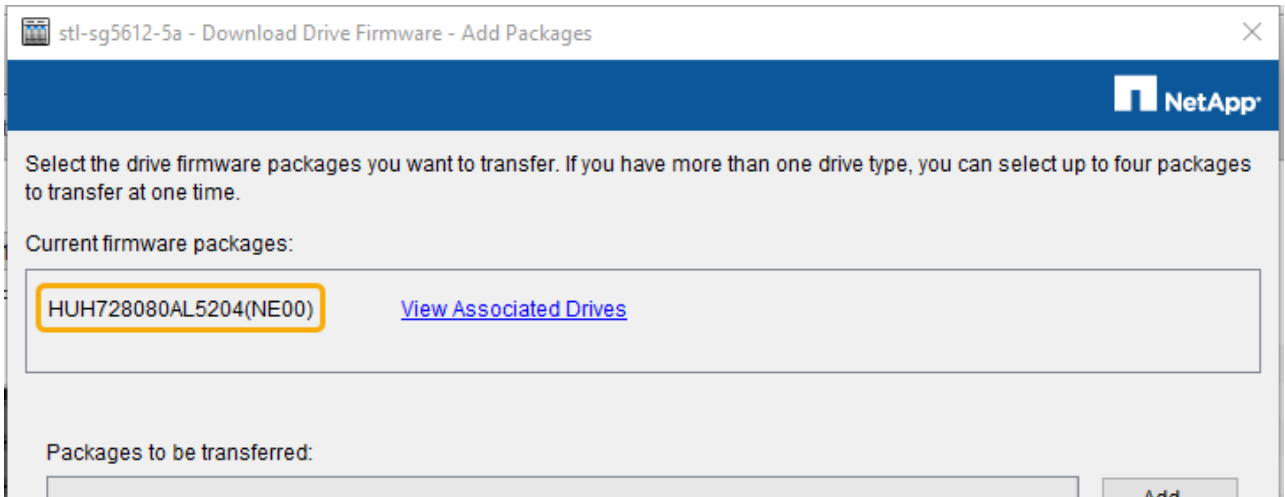 stl-sg5612-5a - Download Drive Firmware - Add Packages
NetApp
Select the drive firmware packages you want to transfer. If you have more than one drive type, you can select up to four packages
to transfer at one time.
Current firmware packages:
HUH728080AL5204(NE00) View Associated Drives
Packages to be transferred:
Add...